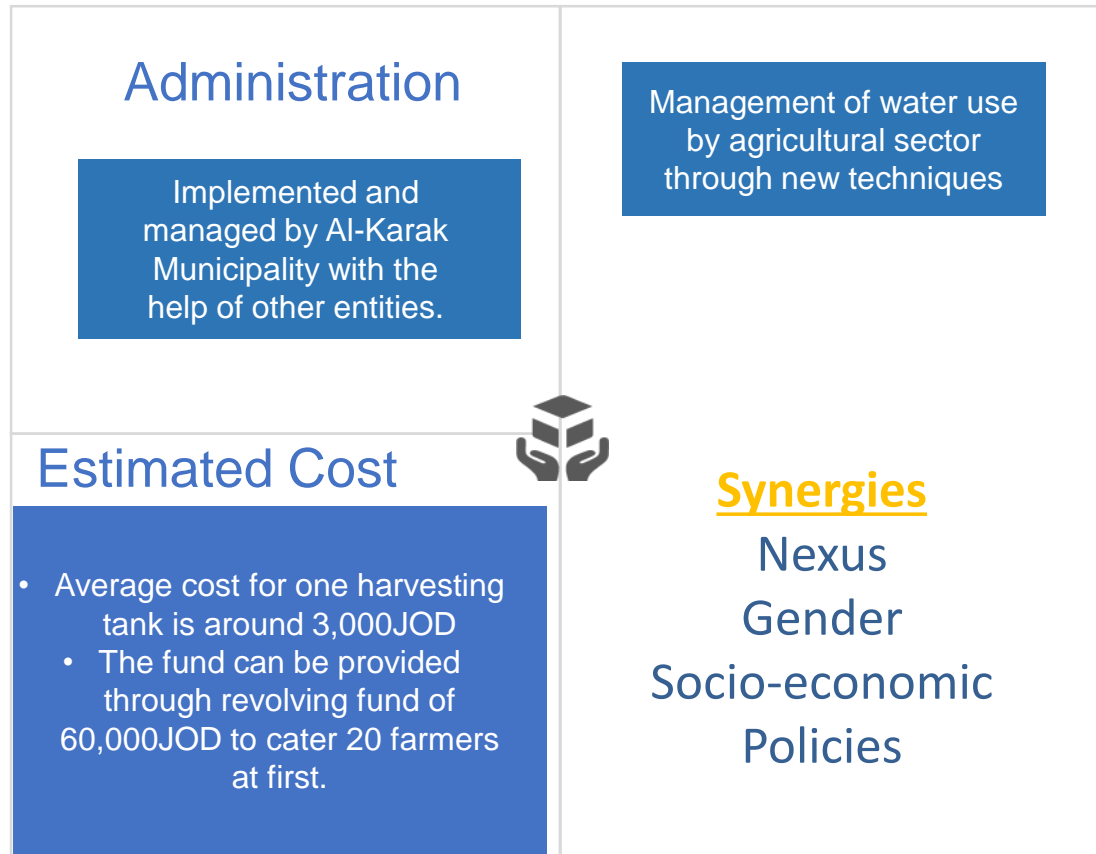 Administration
Implemented and
managed by Al-Karak
Municipality with the
help of other entities.
Management of water use
by agricultural sector
through new techniques
Estimated Cost
• Average cost for one harvesting
tank is around 3,000JOD
• The fund can be provided
through revolving fund of
60,000JOD to cater 20 farmers
at first.
Synergies
Nexus
Gender
Socio-economic
Policies